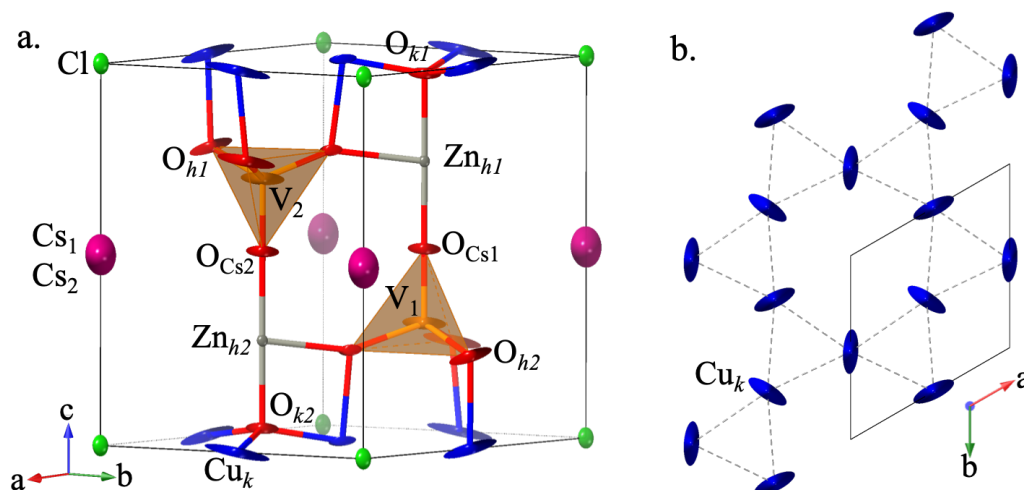 a.
b.
Cl
O_k1
O_h1
Zn_h1
V_2
Cs_1
Cs_2
O_Cs2
O_Cs1
V_1
Zn_h2
O_h2
O_k2
Cu_k
c
a
b
Cu_k
a
b